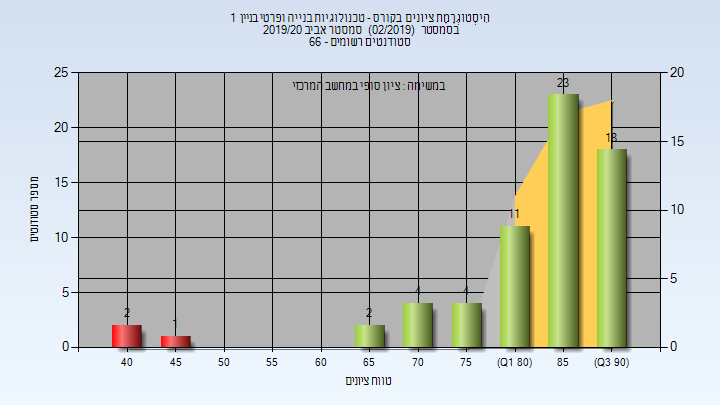 היסטוגרמת ציונים בקורס - טכנולוגיות בנייה ופרטי בניין 1
בסמסטר (02/2019) סמסטר אביב 2019/20
סטודנטים רשומים - 66
במשימה : ציון סופי במחשב המרכזי
מספר סטודנטים
25
20
15
10
5
0
20
15
10
5
0
2
1
2
4
4
11
23
18
40 45 50 55 60 65 70 75 (Q1 80) 85 (Q3 90)
טווח ציונים